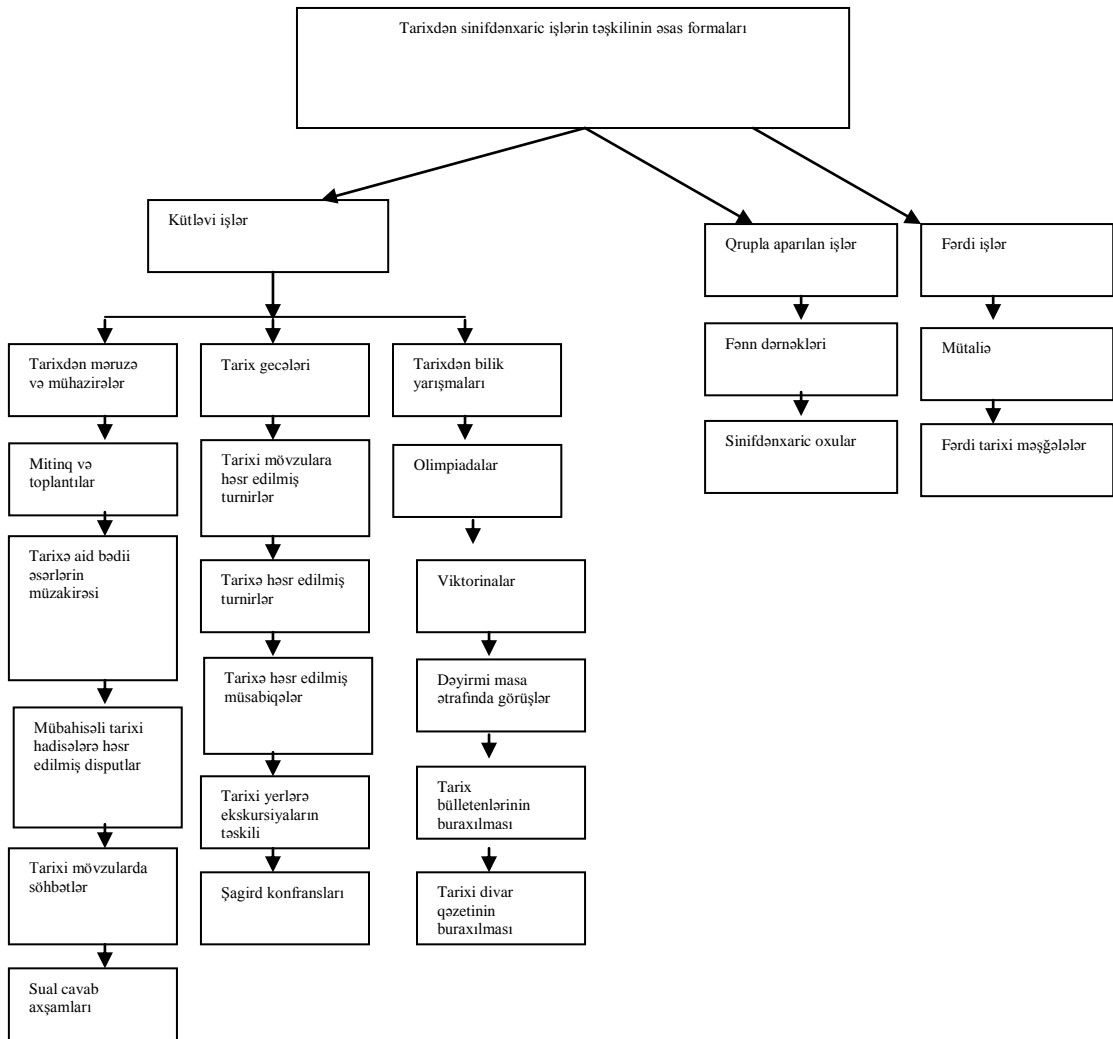 Tarixdən sinifdənxaric işlərin təşkilinin əsas formaları
Kütləvi işlər
Qrupla aparılan işlər
Fərdi işlər
Tarixdən məruzə
və mühazirələr
Mitinq və
toplantılar
Tarixə aid bədii
əsərlərin
müzakirəsi
Mübahisəli tarixi
hadisələrə həsr
edilmiş disputlar
Tarixi mövzularda
söhbətlər
Sual cavab
axşamları
Tarix gecələri
Tarixi mövzulara
həsr edilmiş
turnirlər
Tarixə həsr edilmiş
turnirlər
Tarixə həsr edilmiş
müsabiqələr
Tarixi yerlərə
ekskursiyaların
təskili
Şagird konfransları
Tarixdən bilik
yarışmaları
Olimpiadalar
Viktorinalar
Dəyirmi masa
ətrafında görüşlər
Tarix
bülletenlərinin
buraxılması
Tarixi divar
qəzetinin
buraxılması
Fənn dərnəkləri
Sinifdənxaric oxular
Mütaliə
Fərdi tarixi məşğələlər